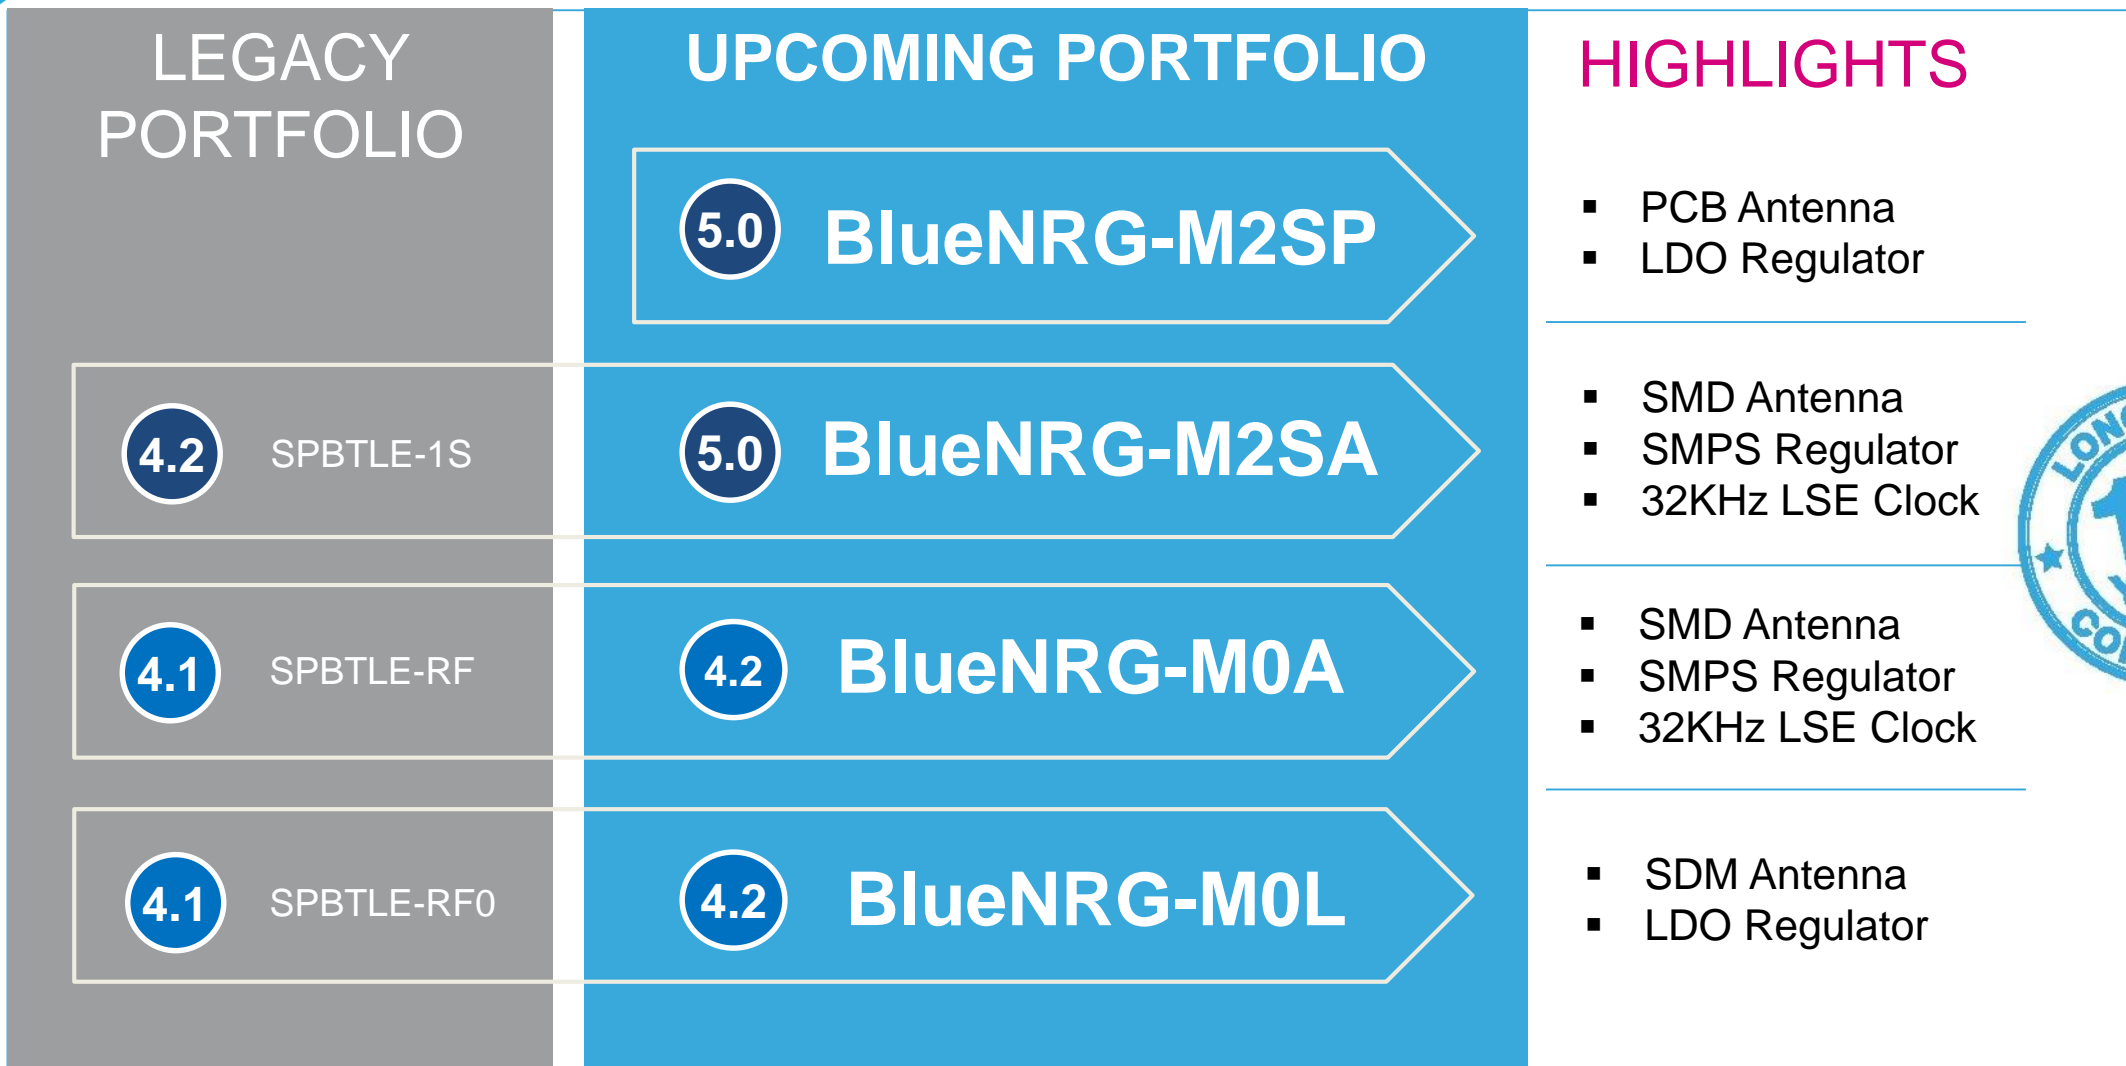 LEGACY
PORTFOLIO
UPCOMING PORTFOLIO
HIGHLIGHTS
5.0 BlueNRG-M2SP
▪ PCB Antenna
▪ LDO Regulator
4.2 SPBTLE-1S
5.0 BlueNRG-M2SA
▪ SMD Antenna
▪ SMPS Regulator
▪ 32KHz LSE Clock
4.1 SPBTLE-RF
4.2 BlueNRG-M0A
▪ SMD Antenna
▪ SMPS Regulator
▪ 32KHz LSE Clock
4.1 SPBTLE-RF0
4.2 BlueNRG-M0L
▪ SDM Antenna
▪ LDO Regulator